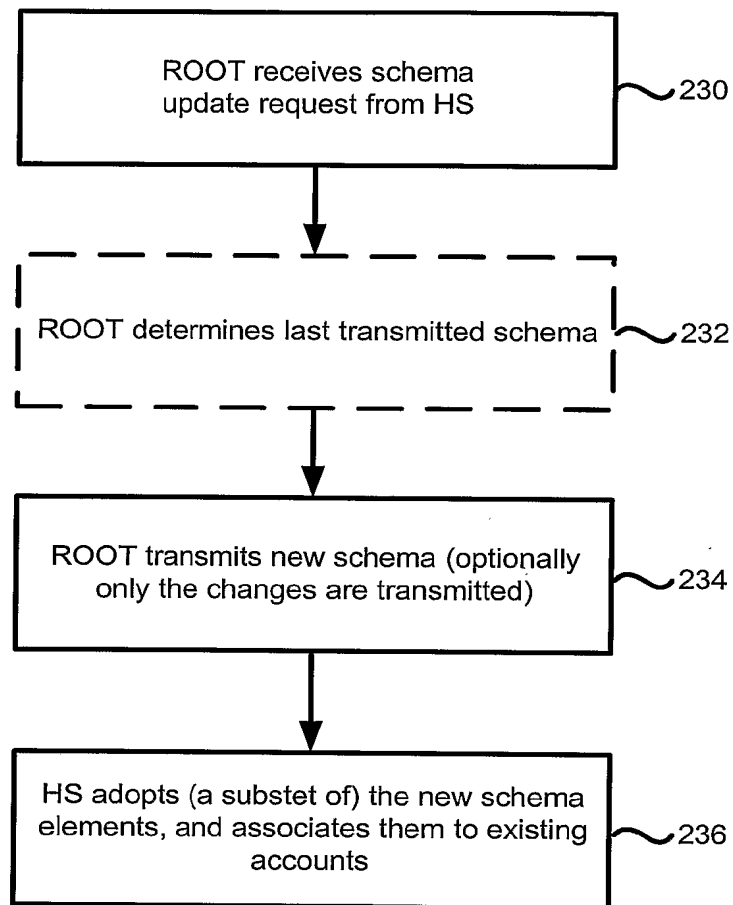 ROOT receives schema
update request from HS
230
ROOT determines last transmitted schema
232
ROOT transmits new schema (optionally
only the changes are transmitted)
234
HS adopts (a substet of) the new schema
elements, and associates them to existing
accounts
236